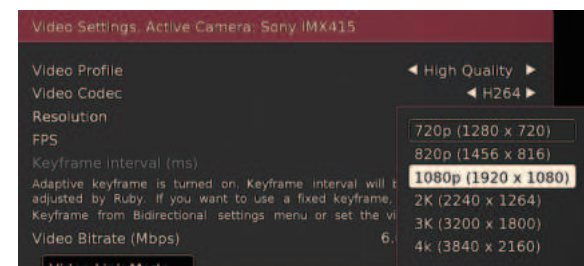 Video Settings. Active Camera: Sony IMX415
Video Profile ◀ High Quality ▶
Video Codec ◀ H264 ▶
Resolution
FPS
Keyframe interval (ms)
Adaptive keyframe is turned on. Keyframe interval will
adjusted by Ruby. If you want to use a fixed keyframe,
Keyframe from Bidirectional settings menu or set the
Video Bitrate (Mbps) 6.
Video Link Mode
720p (1280 x 720)
820p (1456 x 816)
1080p (1920 x 1080)
2K (2240 x 1264)
3K (3200 x 1800)
4k (3840 x 2160)